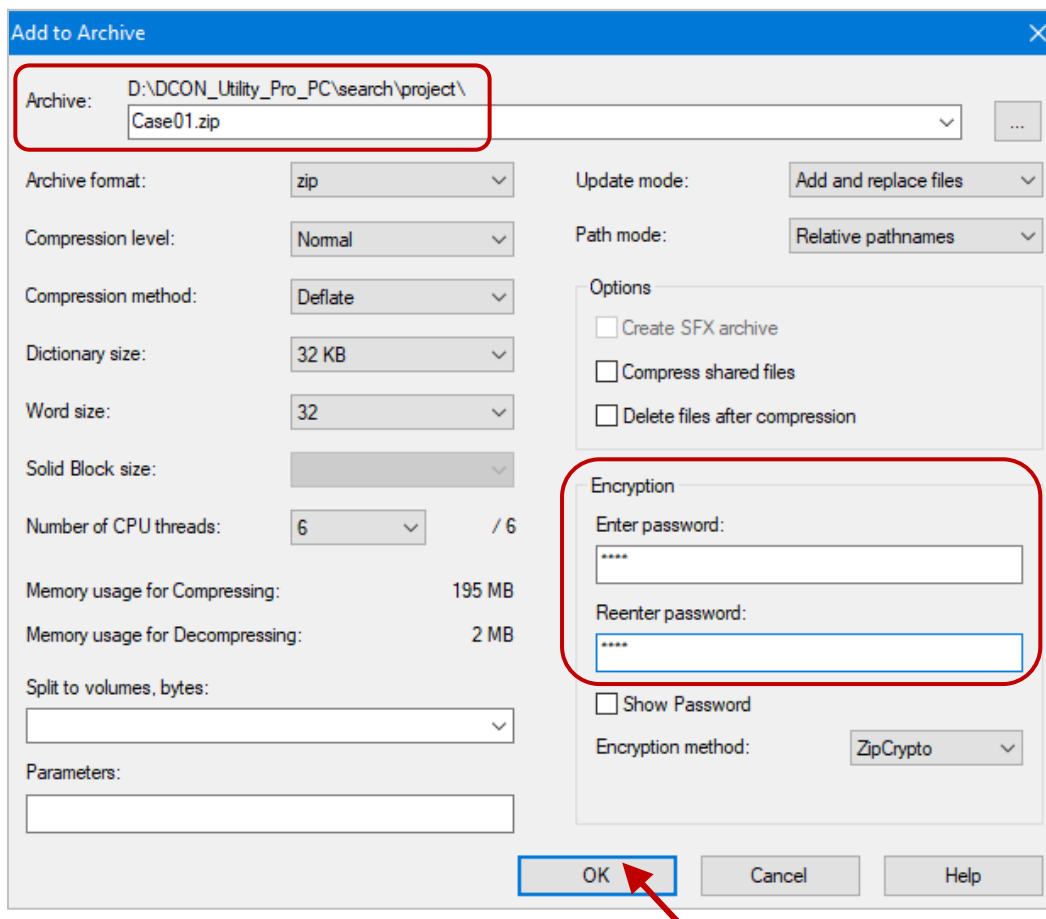 Add to Archive
Archive:
D:\DCON_Utility_Pro_PC\search\project\
Case01.zip
...
Archive format:
zip
Compression level:
Normal
Compression method:
Deflate
Dictionary size:
32 KB
Word size:
32
Solid Block size:
Number of CPU threads:
6
/ 6
Memory usage for Compressing:
195 MB
Memory usage for Decompressing:
2 MB
Split to volumes, bytes:
Parameters:
Update mode:
Add and replace files
Path mode:
Relative pathnames
Options
Create SFX archive
Compress shared files
Delete files after compression
Encryption
Enter password:
****
Reenter password:
****
Show Password
Encryption method:
ZipCrypto
OK
Cancel
Help